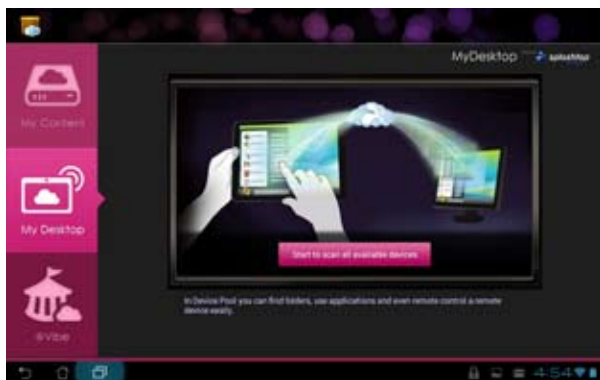 MyDesktop splashtop
My Content
My Desktop
@Vibe
Start to scan all available devices
In Device Pool you can find folders, use applications and even remote control a remote
device easily.
4:54